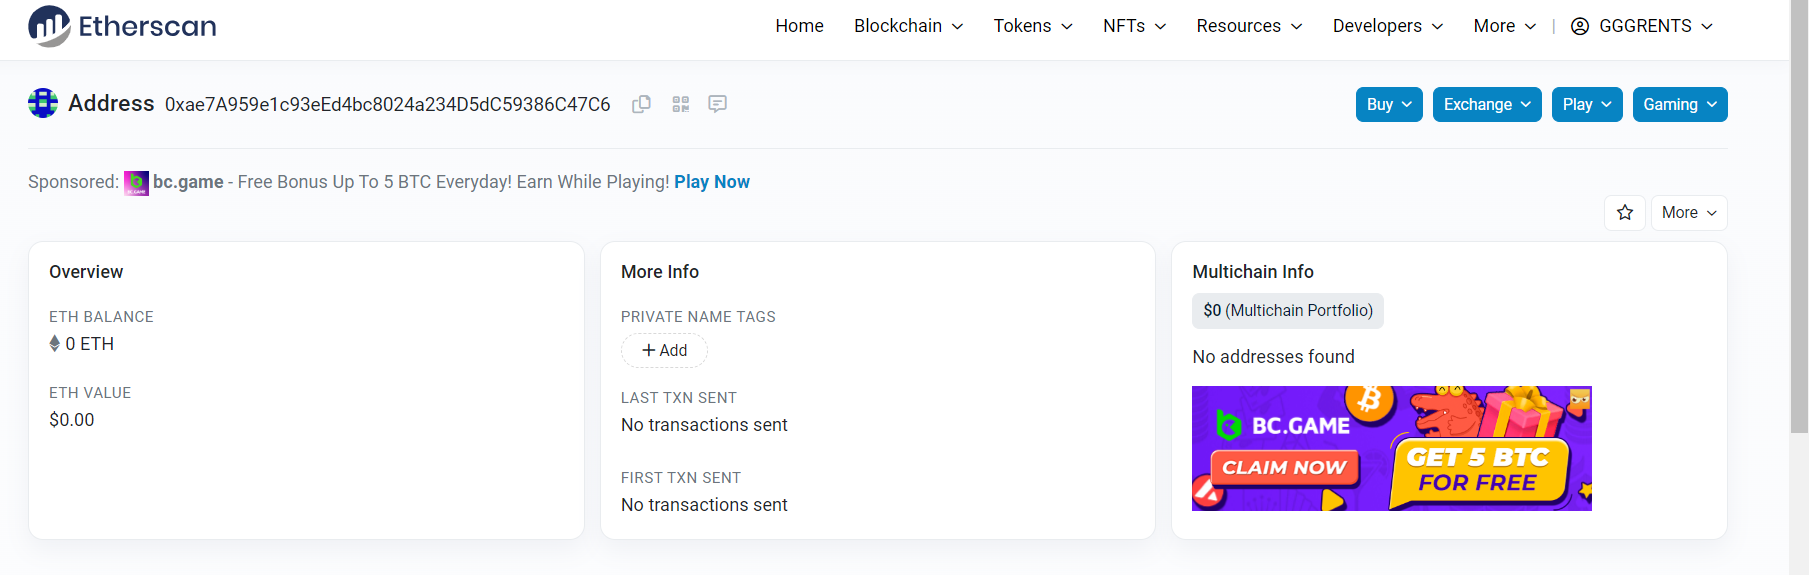 Etherscan
Home Blockchain Tokens NFTs Resources Developers More | GGGRENTS
Address 0xae7A959e1c93eEd4bc8024a234D5dC59386C47C6
Buy Exchange Play Gaming
Sponsored: bc.game - Free Bonus Up To 5 BTC Everyday! Earn While Playing! Play Now
More
Overview
ETH BALANCE
0 ETH
ETH VALUE
$0.00
More Info
PRIVATE NAME TAGS
+ Add
LAST TXN SENT
No transactions sent
FIRST TXN SENT
No transactions sent
Multichain Info
$0 (Multichain Portfolio)
No addresses found
BC.GAME
CLAIM NOW
GET 5 BTC
FOR FREE